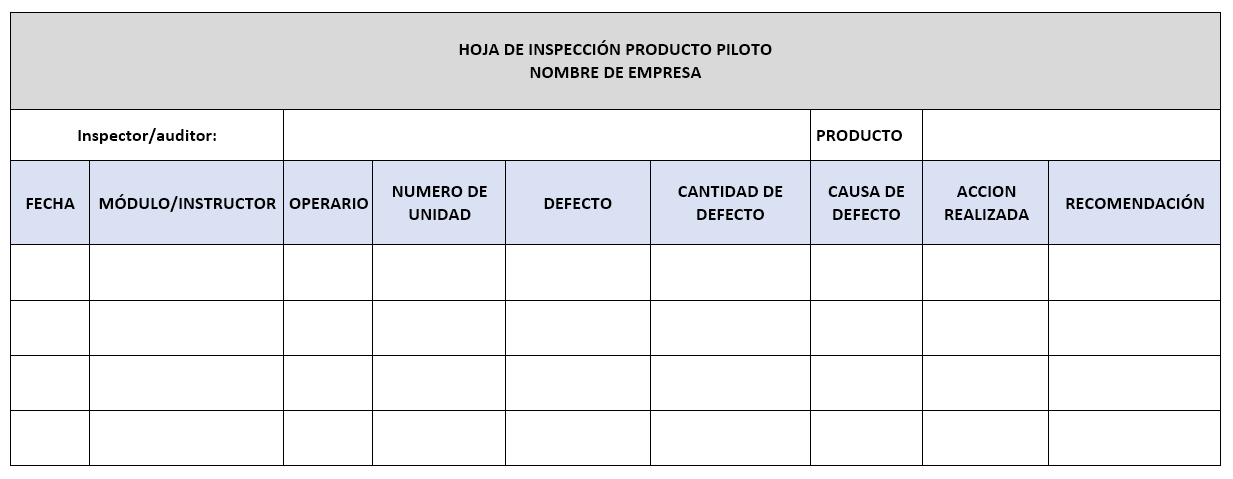 HOJA DE INSPECCIÓN PRODUCTO PILOTO
NOMBRE DE EMPRESA
Inspector/auditor:
PRODUCTO
FECHA
MÓDULO/INSTRUCTOR
OPERARIO
NUMERO DE
UNIDAD
DEFECTO
CANTIDAD DE
DEFECTO
CAUSA DE
DEFECTO
ACCION
REALIZADA
RECOMENDACIÓN